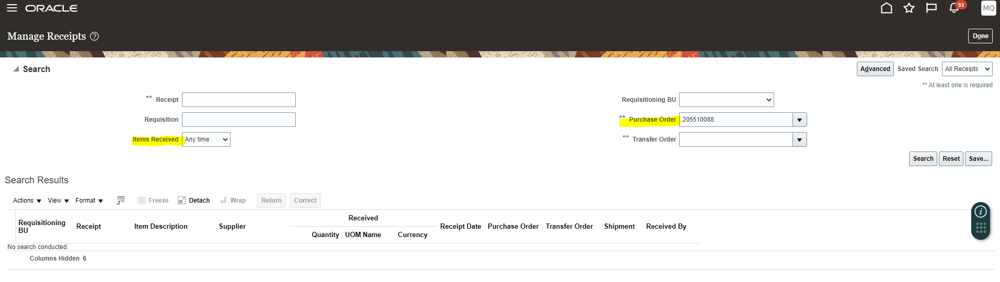 ORACLE
93
MQ
Manage Receipts ?
Done
Search
Advanced Saved Search All Receipts
** At least one is required
** Receipt
Requisitioning BU
Requisition
** Purchase Order 205510088
Items Received Any time
** Transfer Order
Search Reset Save...
Search Results
Actions View Format Freeze Detach Wrap Return Correct
Requisitioning BU Receipt Item Description Supplier Received Receipt Date Purchase Order Transfer Order Shipment Received By
Quantity UOM Name Currency
No search conducted.
Columns Hidden 6